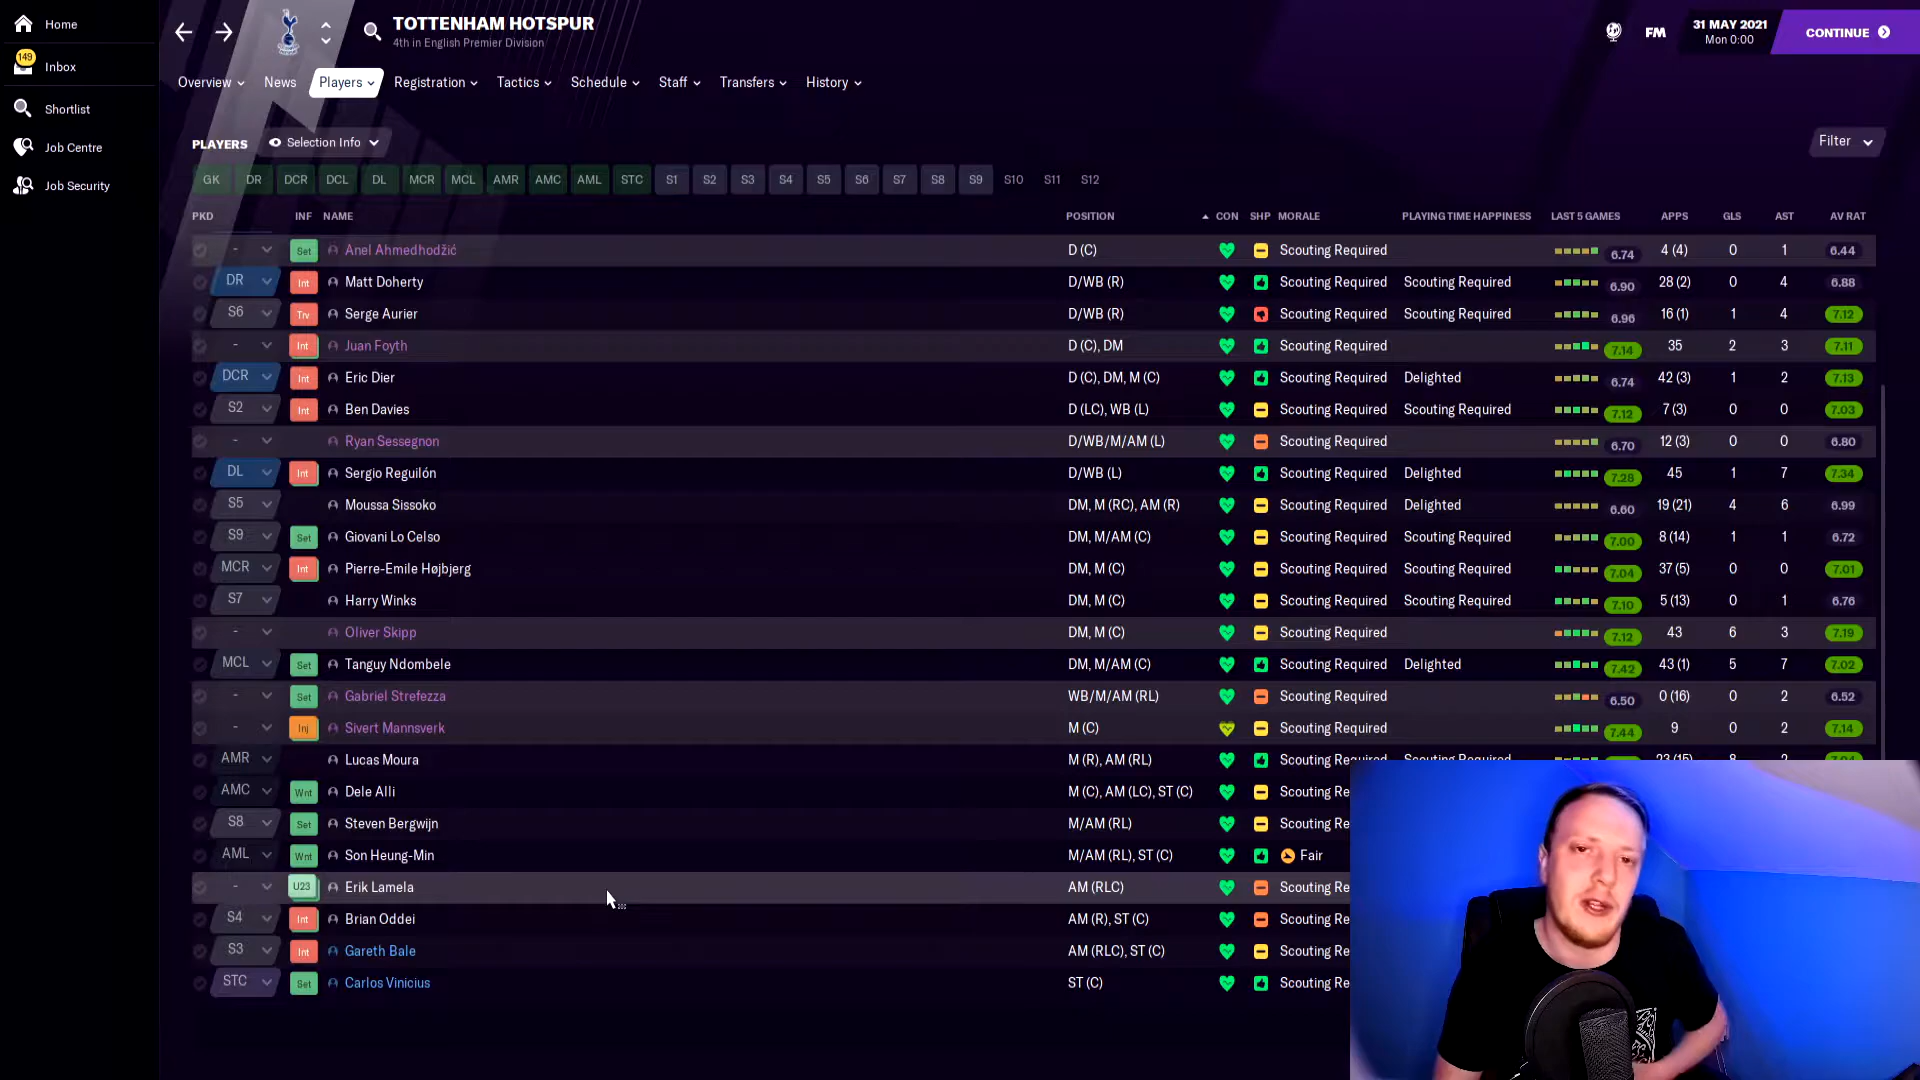 Home
149
Inbox
Shortlist
Job Centre
Job Security
TOTTENHAM HOTSPUR
4th in English Premier Division
FM
31 MAY 2021
Mon 0:00
CONTINUE
Overview News Players Registration Tactics Schedule Staff Transfers History
PLAYERS Selection Info Filter
GK DR DCR DCL DL MCR MCL AMR AMC AML STC S1 S2 S3 S4 S5 S6 S7 S8 S9 S10 S11 S12
PKD INF NAME POSITION CON SHP MORALE PLAYING TIME HAPPINESS LAST 5 GAMES APPS GLS AST AV RAT
- Set Anel Ahmedhodžić D (C) Scouting Required 6.74 4 (4) 0 1 6.44
DR Int Matt Doherty D/WB (R) Scouting Required Scouting Required 6.90 28 (2) 0 4 6.88
S6 Trv Serge Aurier D/WB (R) Scouting Required Scouting Required 6.96 16 (1) 1 4 7.12
- Int Juan Foyth D (C), DM Scouting Required 7.14 35 2 3 7.11
DCR Int Eric Dier D (C), DM, M (C) Scouting Required Delighted 6.74 42 (3) 1 2 7.13
S2 Int Ben Davies D (LC), WB (L) Scouting Required Scouting Required 7.12 7 (3) 0 0 7.03
- Ryan Sessegnon D/WB/M/AM (L) Scouting Required 6.70 12 (3) 0 0 6.80
DL Int Sergio Reguilón D/WB (L) Scouting Required Delighted 7.28 45 1 7 7.34
S5 Moussa Sissoko DM, M (RC), AM (R) Scouting Required Delighted 6.60 19 (21) 4 6 6.99
S9 Set Giovani Lo Celso DM, M/AM (C) Scouting Required Scouting Required 7.00 8 (14) 1 1 6.72
MCR Int Pierre-Emile Højbjerg DM, M (C) Scouting Required Scouting Required 7.04 37 (5) 0 0 7.01
S7 Harry Winks DM, M (C) Scouting Required Scouting Required 7.10 5 (13) 0 1 6.76
- Oliver Skipp DM, M (C) Scouting Required 7.12 43 6 3 7.19
MCL Set Tanguy Ndombele DM, M/AM (C) Scouting Required Delighted 7.42 43 (1) 5 7 7.02
- Set Gabriel Strefezza WB/M/AM (RL) Scouting Required 6.50 0 (16) 0 2 6.52
- Inj Sivert Mannsverk M (C) Scouting Required 7.44 9 0 2 7.14
AMR Lucas Moura M (R), AM (RL) Scouting Required Scouting Required
AMC Wnt Dele Alli M (C), AM (LC), ST (C) Scouting Re
S8 Set Steven Bergwijn M/AM (RL) Scouting Re
AML Wnt Son Heung-Min M/AM (RL), ST (C) Fair
- U23 Erik Lamela AM (RLC) Scouting Re
S4 Int Brian Oddei AM (R), ST (C) Scouting Re
S3 Int Gareth Bale AM (RLC), ST (C) Scouting Re
STC Set Carlos Vinicius ST (C) Scouting Re